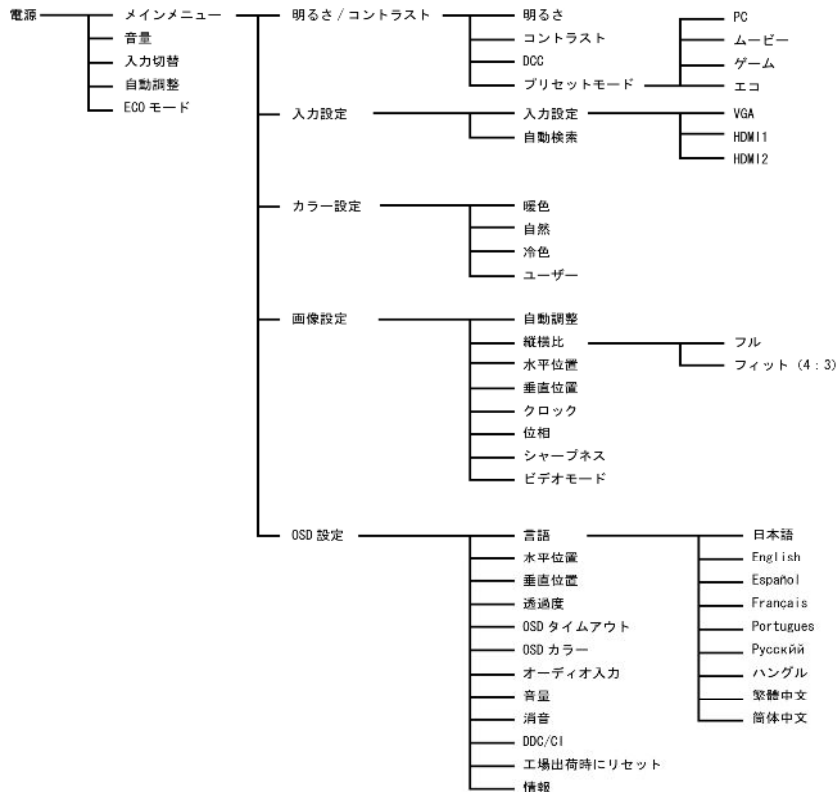 電源
メインメニュー
音量
入力切替
自動調整
ECO モード
明るさ / コントラスト
明るさ
コントラスト
DCC
プリセットモード
PC
ムービー
ゲーム
エコ
入力設定
入力設定
自動検索
VGA
HDMI1
HDMI2
カラー設定
暖色
自然
冷色
ユーザー
画像設定
自動調整
縦横比
水平位置
垂直位置
クロック
位相
シャープネス
ビデオモード
フル
フィット (4 : 3)
OSD 設定
言語
水平位置
垂直位置
透過度
OSD タイムアウト
OSD カラー
オーディオ入力
音量
消音
DDC/CI
工場出荷時にリセット
情報
日本語
English
Español
Français
Portugues
Русский
ハングル
繁體中文
简体中文